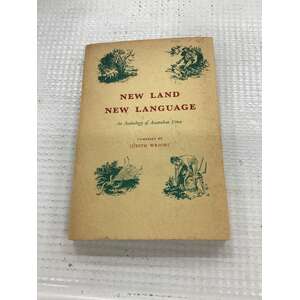 NEW LAND
NEW LANGUAGE
An Anthology of Australian Verse
COMPILED BY
JUDITH WRIGHT